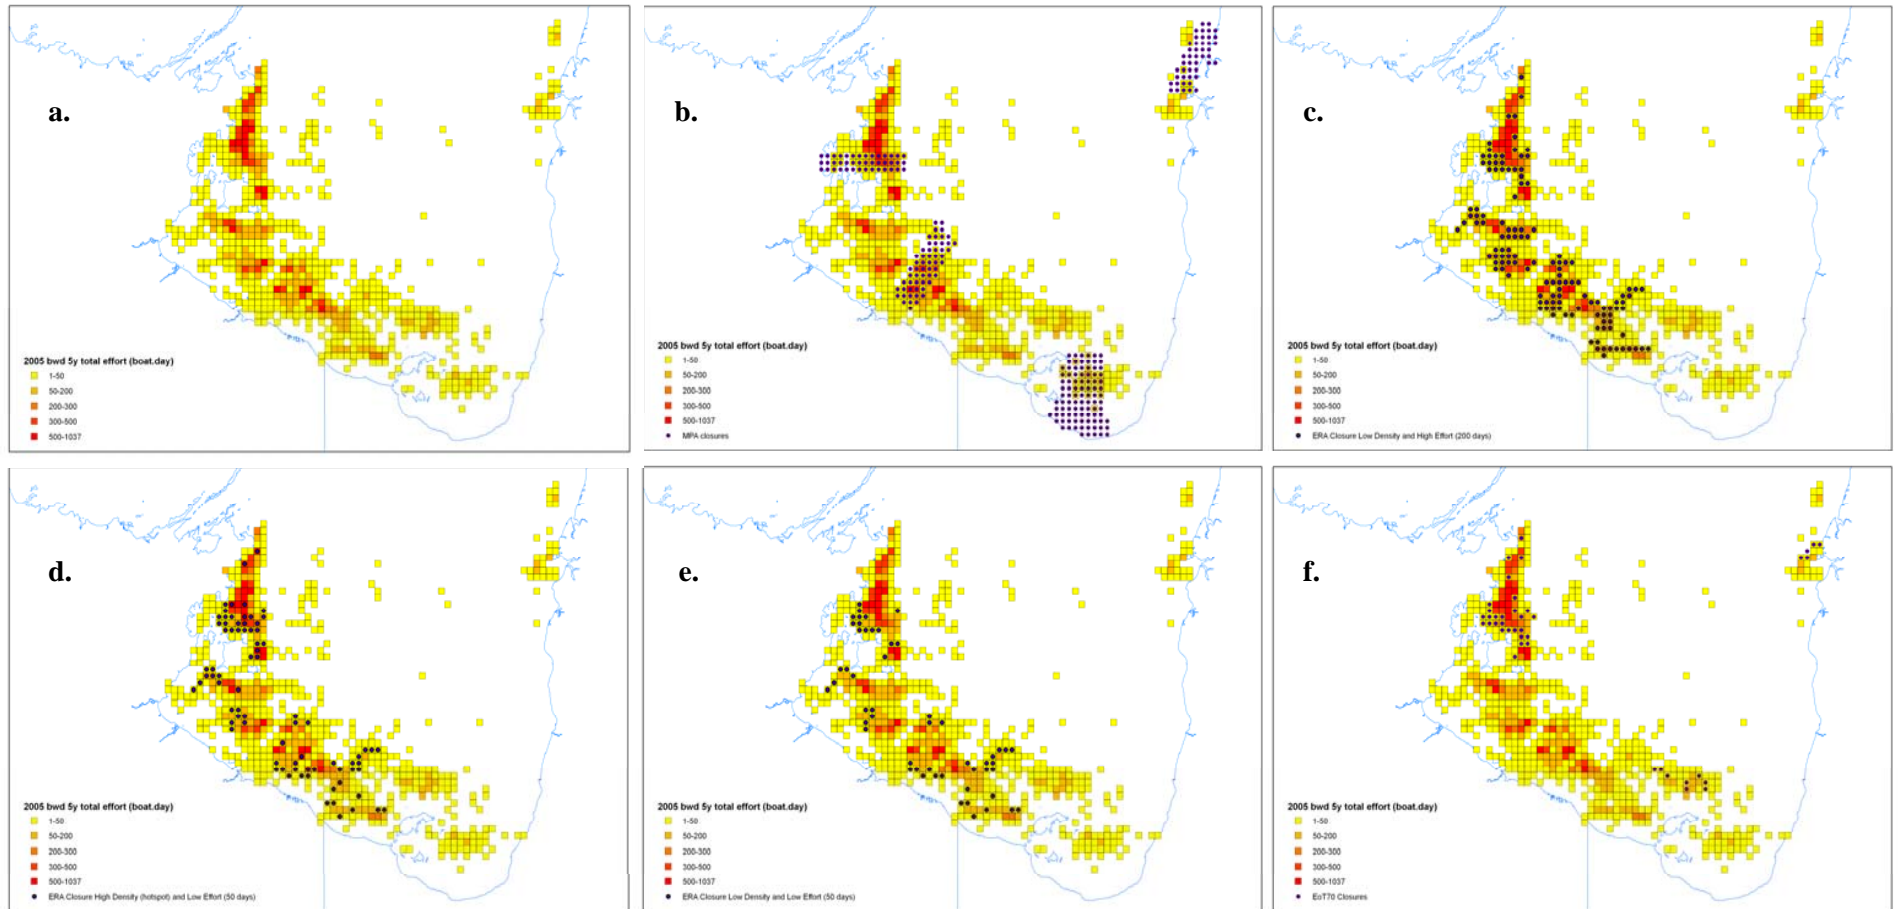 a.
2005 bwd 5y total effort (boat.day)
1-50
50-200
200-300
300-500
500-1037
b.
2005 bwd 5y total effort (boat.day)
1-50
50-200
200-300
300-500
500-1037
MPA closures
c.
2005 bwd 5y total effort (boat.day)
1-50
50-200
200-300
300-500
500-1037
ERA Closure Low Density and High Effort (200 days)
d.
2005 bwd 5y total effort (boat.day)
1-50
50-200
200-300
300-500
500-1037
ERA Closure High Density (hotspot) and Low Effort (50 days)
e.
2005 bwd 5y total effort (boat.day)
1-50
50-200
200-300
300-500
500-1037
ERA Closure Low Density and Low Effort (50 days)
f.
2005 bwd 5y total effort (boat.day)
1-50
50-200
200-300
300-500
500-1037
EoT70 Closures